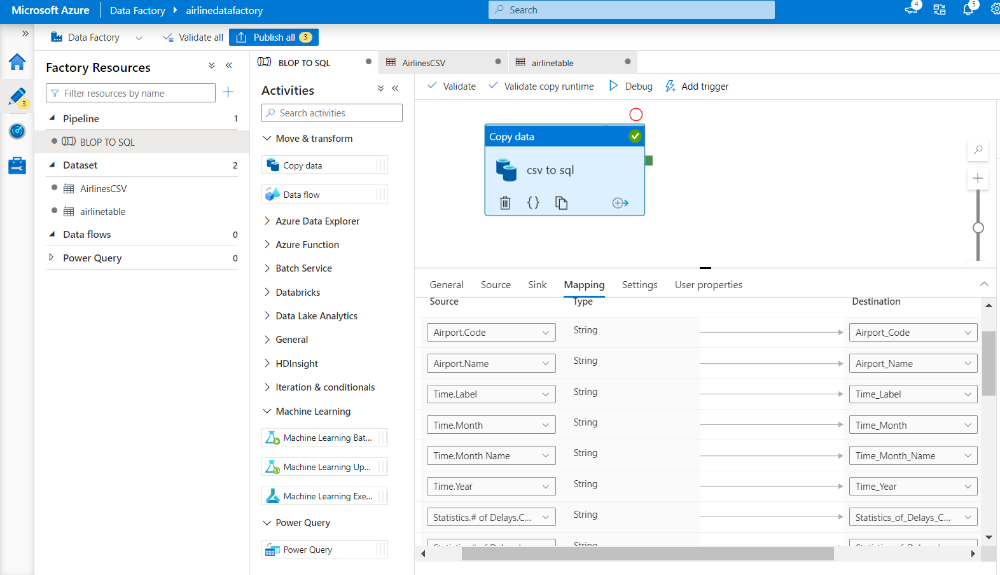 Microsoft Azure
Data Factory
airlinedatafactory
Search
4
5
Data Factory
Validate all
Publish all
3
Factory Resources
Filter resources by name
3
Pipeline
1
BLOP TO SQL
Dataset
2
AirlinesCSV
airlinetable
Data flows
0
Power Query
0
BLOP TO SQL
AirlinesCSV
airlinetable
Activities
Search activities
Move & transform
Copy data
Data flow
Azure Data Explorer
Azure Function
Batch Service
Databricks
Data Lake Analytics
General
HDInsight
Iteration & conditionals
Machine Learning
Machine Learning Bat...
Machine Learning Up...
Machine Learning Exe...
Power Query
Power Query
Validate
Validate copy runtime
Debug
Add trigger
Copy data
csv to sql
General
Source
Sink
Mapping
Settings
User properties
Source
Type
Destination
Airport.Code
String
Airport_Code
Airport.Name
String
Airport_Name
Time.Label
String
Time_Label
Time.Month
String
Time_Month
Time.Month Name
String
Time_Month_Name
Time.Year
String
Time_Year
Statistics.# of Delays.C...
String
Statistics_of_Delays_C...
String